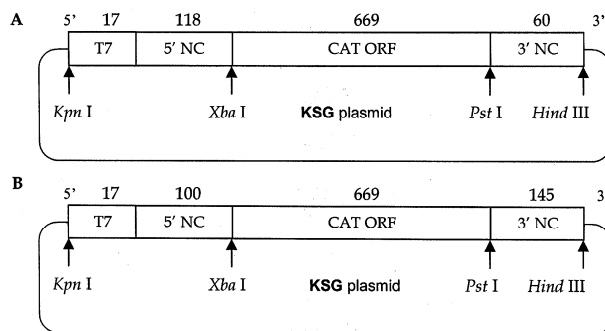 A 5' 17 118 669 60 3'
T7 5' NC CAT ORF 3' NC
Kpn I Xba I KSG plasmid Pst I Hind III
B 5' 17 100 669 145 3
T7 5' NC CAT ORF 3' NC
Kpn I Xba I KSG plasmid Pst I Hind III